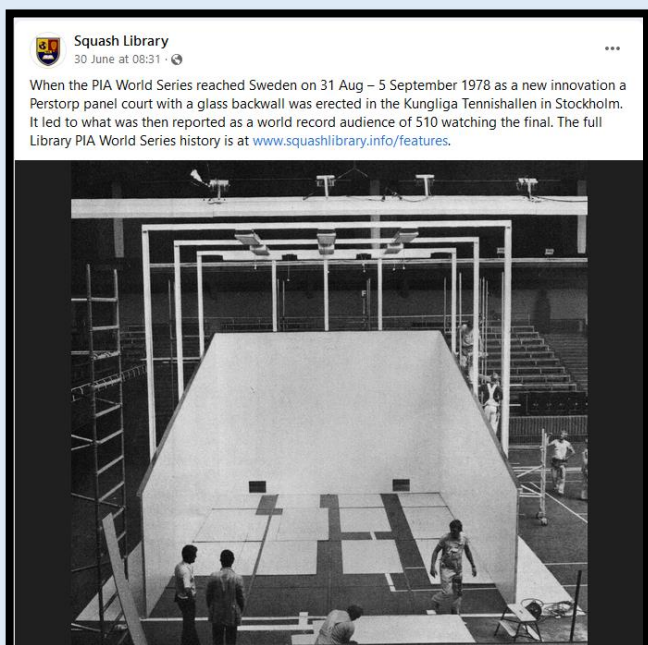 Squash Library
30 June at 08:31 ·
When the PIA World Series reached Sweden on 31 Aug – 5 September 1978 as a new innovation a
Perstorp panel court with a glass backwall was erected in the Kungliga Tennishallen in Stockholm.
It led to what was then reported as a world record audience of 510 watching the final. The full
Library PIA World Series history is at www.squashlibrary.info/features.